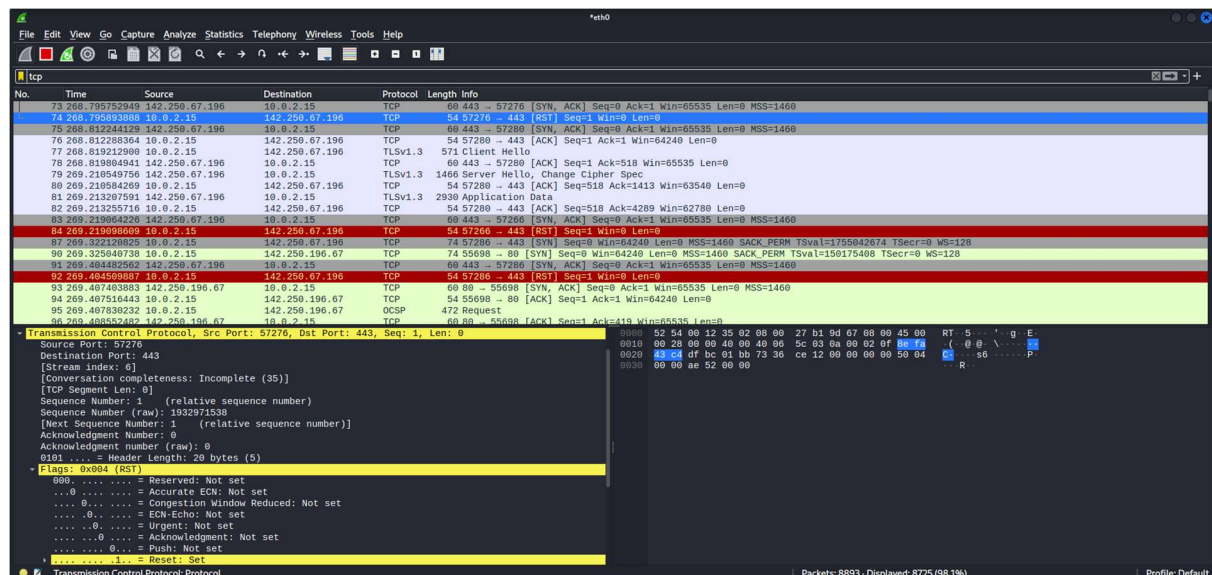 *eth0
File Edit View Go Capture Analyze Statistics Telephony Wireless Tools Help
tcp
No. Time Source Destination Protocol Length Info
73 268.795752949 142.250.67.196 10.0.2.15 TCP 60 443 → 57276 [SYN, ACK] Seq=0 Ack=1 Win=65535 Len=0 MSS=1460
74 268.795893888 10.0.2.15 142.250.67.196 TCP 54 57276 → 443 [RST] Seq=1 Win=0 Len=0
75 268.812244129 142.250.67.196 10.0.2.15 TCP 60 443 → 57280 [SYN, ACK] Seq=0 Ack=1 Win=65535 Len=0 MSS=1460
76 268.812288364 10.0.2.15 142.250.67.196 TCP 54 57280 → 443 [ACK] Seq=1 Ack=1 Win=64240 Len=0
77 268.819212900 10.0.2.15 142.250.67.196 TLSv1.3 571 Client Hello
78 268.819804941 142.250.67.196 10.0.2.15 TCP 60 443 → 57280 [ACK] Seq=1 Ack=518 Win=65535 Len=0
79 269.210549756 142.250.67.196 10.0.2.15 TLSv1.3 1466 Server Hello, Change Cipher Spec
80 269.210584269 10.0.2.15 142.250.67.196 TCP 54 57280 → 443 [ACK] Seq=518 Ack=1413 Win=63540 Len=0
81 269.213207591 142.250.67.196 10.0.2.15 TLSv1.3 2930 Application Data
82 269.213255716 10.0.2.15 142.250.67.196 TCP 54 57280 → 443 [ACK] Seq=518 Ack=4289 Win=62780 Len=0
83 269.219064226 142.250.67.196 10.0.2.15 TCP 60 443 → 57266 [SYN, ACK] Seq=0 Ack=1 Win=65535 Len=0 MSS=1460
84 269.219098609 10.0.2.15 142.250.67.196 TCP 54 57266 → 443 [RST] Seq=1 Win=0 Len=0
87 269.322120825 10.0.2.15 142.250.67.196 TCP 74 57286 → 443 [SYN] Seq=0 Win=64240 Len=0 MSS=1460 SACK_PERM TSval=1755042674 TSecr=0 WS=128
90 269.325040738 10.0.2.15 142.250.196.67 TCP 74 55698 → 80 [SYN] Seq=0 Win=64240 Len=0 MSS=1460 SACK_PERM TSval=150175408 TSecr=0 WS=128
91 269.404482562 142.250.67.196 10.0.2.15 TCP 60 443 → 57286 [SYN, ACK] Seq=0 Ack=1 Win=65535 Len=0 MSS=1460
92 269.404509887 10.0.2.15 142.250.67.196 TCP 54 57286 → 443 [RST] Seq=1 Win=0 Len=0
93 269.407403883 142.250.196.67 10.0.2.15 TCP 60 80 → 55698 [SYN, ACK] Seq=0 Ack=1 Win=65535 Len=0 MSS=1460
94 269.407516443 10.0.2.15 142.250.196.67 TCP 54 55698 → 80 [ACK] Seq=1 Ack=1 Win=64240 Len=0
95 269.407830232 10.0.2.15 142.250.196.67 OCSP 472 Request
96 269.408552482 142.250.196.67 10.0.2.15 TCP 60 80 → 55698 [ACK] Seq=1 Ack=419 Win=65535 Len=0
Transmission Control Protocol, Src Port: 57276, Dst Port: 443, Seq: 1, Len: 0
Source Port: 57276
Destination Port: 443
[Stream index: 6]
[Conversation completeness: Incomplete (35)]
[TCP Segment Len: 0]
Sequence Number: 1 (relative sequence number)
Sequence Number (raw): 1932971538
[Next Sequence Number: 1 (relative sequence number)]
Acknowledgment Number: 0
Acknowledgment number (raw): 0
0101 .... = Header Length: 20 bytes (5)
Flags: 0x004 (RST)
000. .... .... = Reserved: Not set
...0 .... .... = Accurate ECN: Not set
.... 0... .... = Congestion Window Reduced: Not set
.... .0.. .... = ECN-Echo: Not set
.... ..0. .... = Urgent: Not set
.... ...0 .... = Acknowledgment: Not set
.... .... 0... = Push: Not set
.... .... .1.. = Reset: Set
0000 52 54 00 12 35 02 08 00 27 b1 9d 67 08 00 45 00 RT··5···'··g··E·
0010 00 28 00 00 40 00 40 06 5c 03 0a 00 02 0f 8e fa ·(··@·@·\·······
0020 43 c4 df bc 01 bb 73 36 ce 12 00 00 00 00 50 04 C·····s6······P·
0030 00 00 ae 52 00 00 ···R··
Transmission Control Protocol: Protocol
Packets: 8893 · Displayed: 8725 (98.1%)
Profile: Default